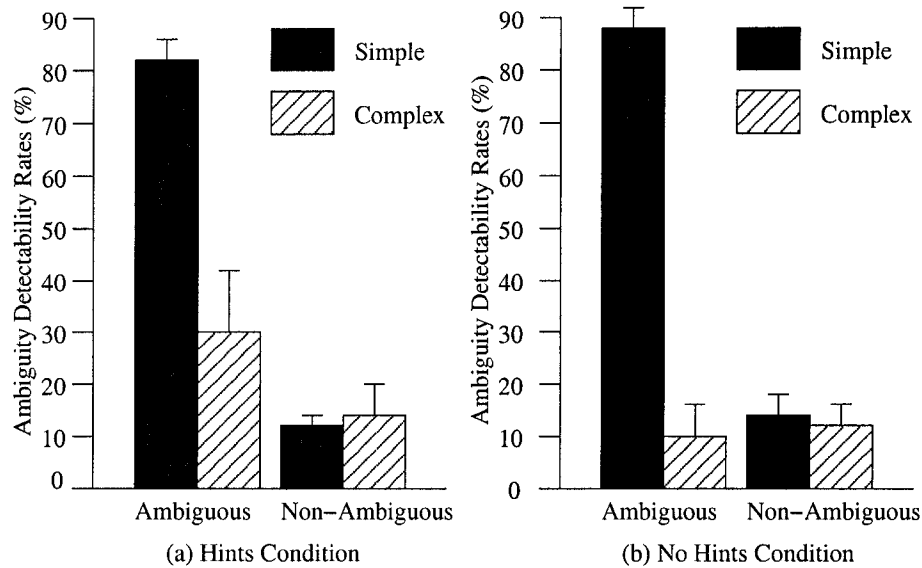 90
80
70
60
50
40
30
20
10
0
Ambiguity Detectability Rates (%)
Simple
Complex
Ambiguous Non-Ambiguous
(a) Hints Condition
90
80
70
60
50
40
30
20
10
0
Ambiguity Detectability Rates (%)
Simple
Complex
Ambiguous Non-Ambiguous
(b) No Hints Condition